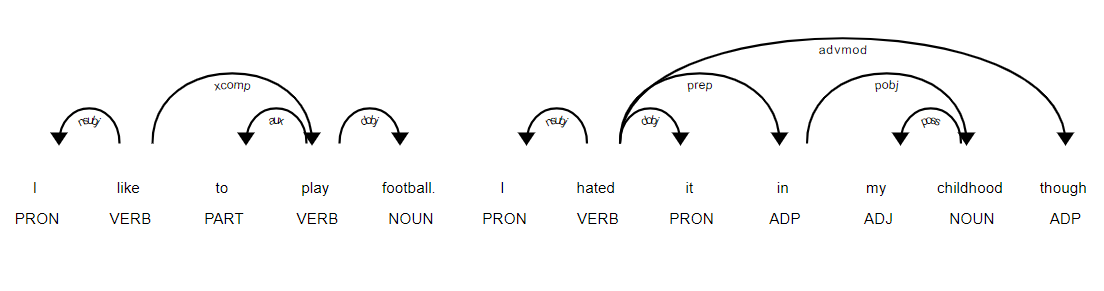 advmod
xcomp prep pobj
nsubj aux dobj nsubj dobj poss
I like to play football. I hated it in my childhood though
PRON VERB PART VERB NOUN PRON VERB PRON ADP ADJ NOUN ADP